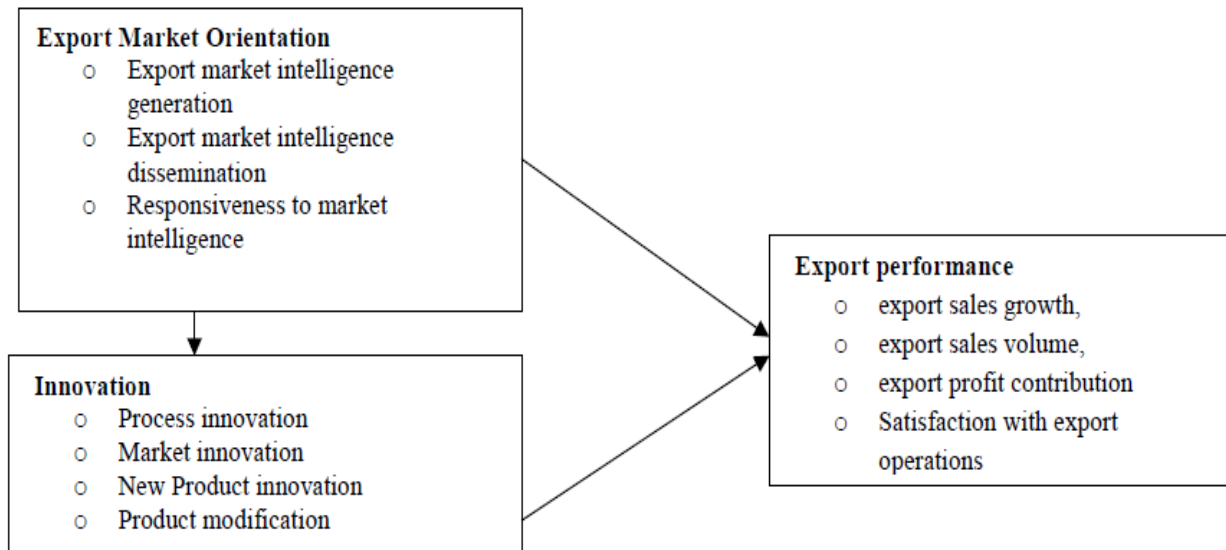 Export Market Orientation
o Export market intelligence
generation
o Export market intelligence
dissemination
o Responsiveness to market
intelligence
Innovation
o Process innovation
o Market innovation
o New Product innovation
o Product modification
Export performance
o export sales growth,
o export sales volume,
o export profit contribution
o Satisfaction with export
operations